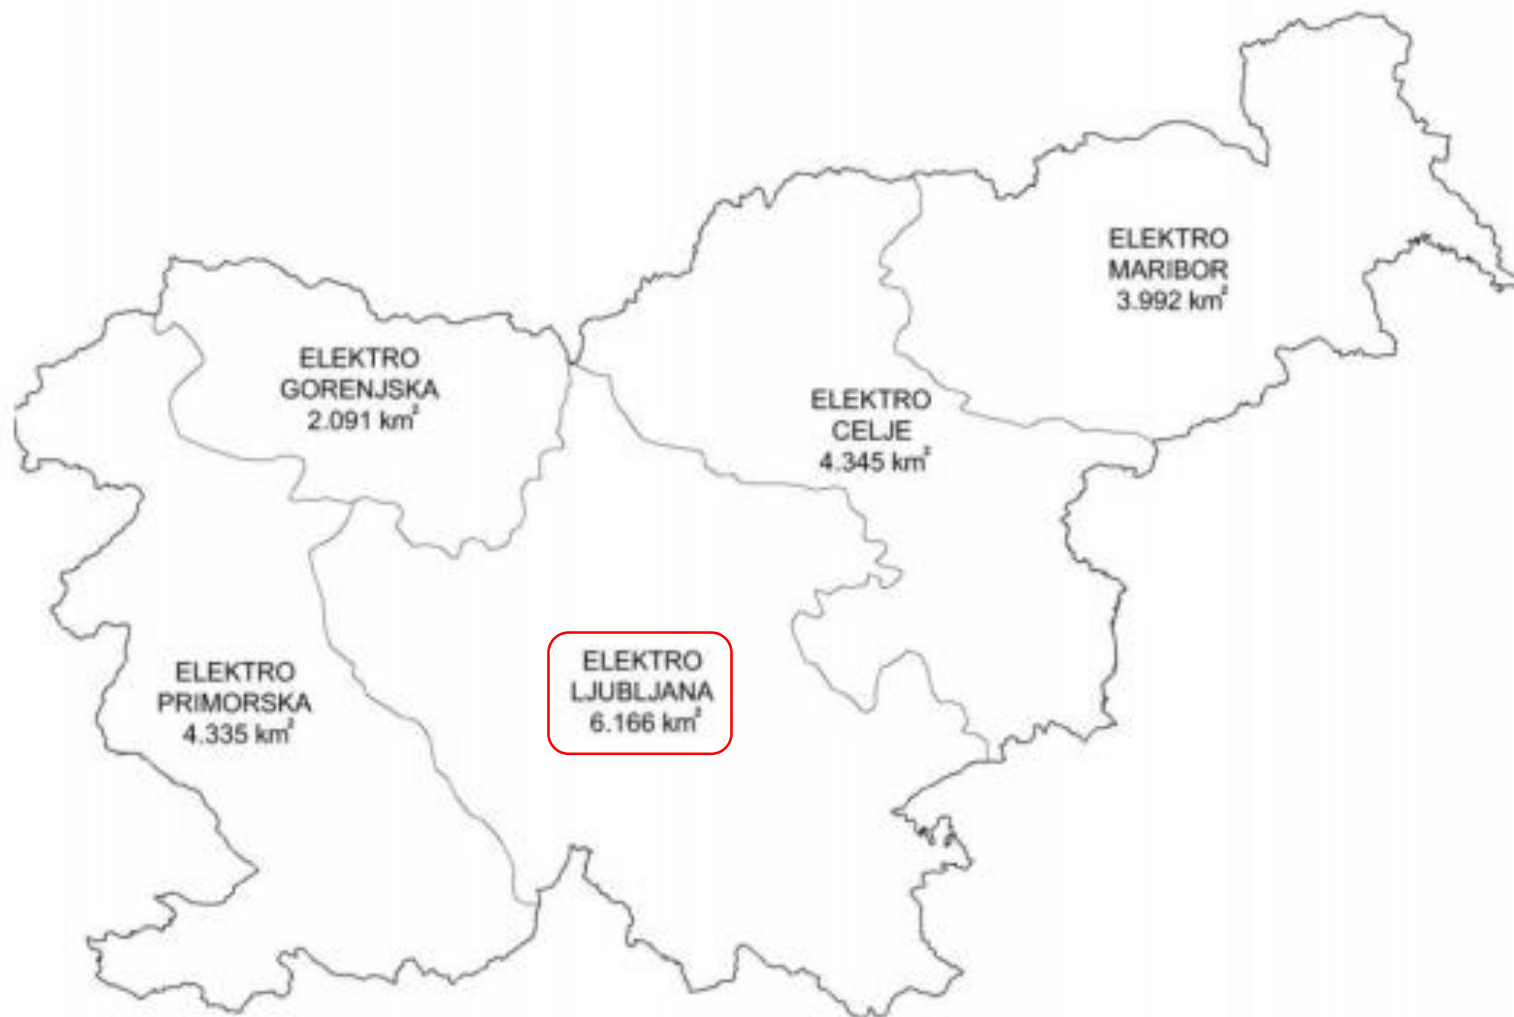 ELEKTRO
MARIBOR
3.992 km²
ELEKTRO
GORENJSKA
2.091 km²
ELEKTRO
CELJE
4.345 km²
ELEKTRO
PRIMORSKA
4.335 km²
ELEKTRO
LJUBLJANA
6.166 km²